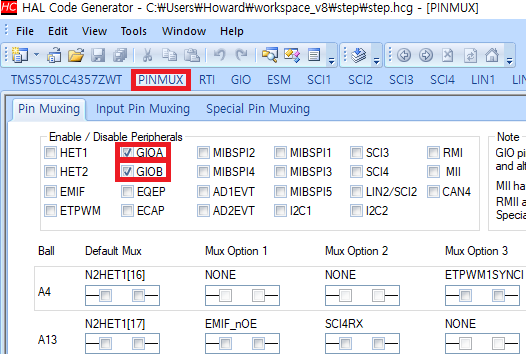 HC HAL Code Generator - C:₩Users₩Howard₩workspace_v8₩step₩step.hcg - [PINMUX]
File Edit View Tools Window Help
TMS570LC4357ZWT PINMUX RTI GIO ESM SCI1 SCI2 SCI3 SCI4 LIN1
Pin Muxing Input Pin Muxing Special Pin Muxing
Enable / Disable Peripherals Note
HET1 GIOA MIBSPI2 MIBSPI1 SCI3 RMI GIO pi
HET2 GIOB MIBSPI4 MIBSPI3 SCI4 MII and alt
EMIF EQEP AD1EVT MIBSPI5 LIN2/SCI2 CAN4 MII ha
ETPWM ECAP AD2EVT I2C1 I2C2 RMII a
Specia
Ball Default Mux Mux Option 1 Mux Option 2 Mux Option 3
A4 N2HET1[16] NONE NONE ETPWM1SYNCI
A13 N2HET1[17] EMIF_nOE SCI4RX NONE